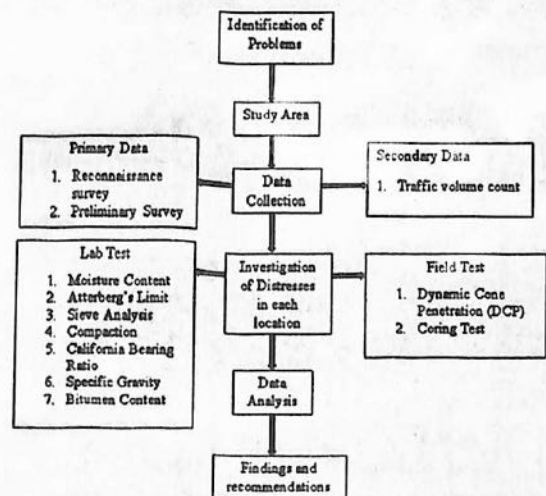 Identification of
Problems
Study Area
Primary Data
1. Reconnaissance
survey
2. Preliminary Survey
Data
Collection
Secondary Data
1. Traffic volume count
Lab Test
1. Moisture Content
2. Atterberg's Limit
3. Sieve Analysis
4. Compaction
5. California Bearing
Ratio
6. Specific Gravity
7. Bitumen Content
Investigation
of Distresses
in each
location
Field Test
1. Dynamic Cone
Penetration (DCP)
2. Coring Test
Data
Analysis
Findings and
recommendations